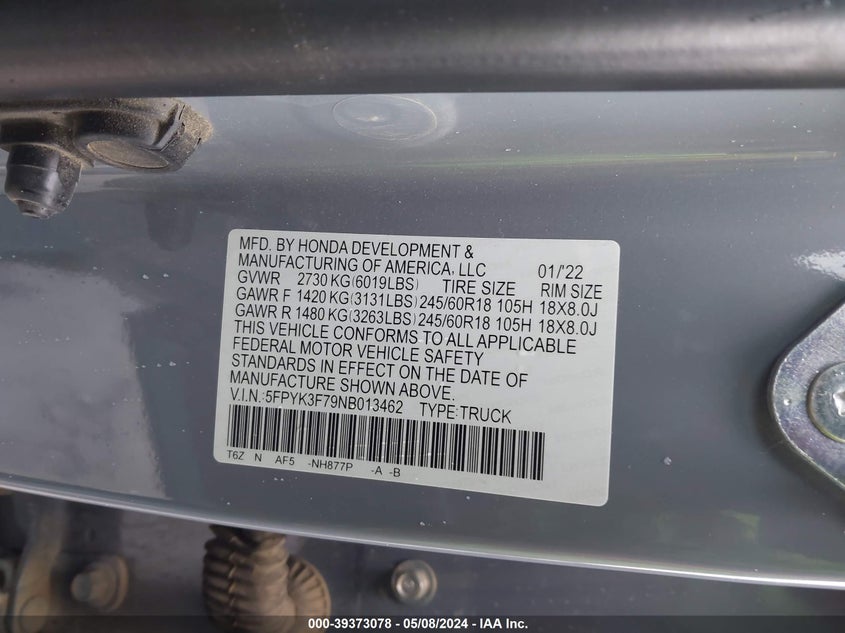 MFD. BY HONDA DEVELOPMENT &
MANUFACTURING OF AMERICA, LLC 01/'22
GVWR 2730 KG(6019LBS) TIRE SIZE RIM SIZE
GAWR F 1420 KG(3131LBS) 245/60R18 105H 18X8.0J
GAWR R 1480 KG(3263LBS) 245/60R18 105H 18X8.0J
THIS VEHICLE CONFORMS TO ALL APPLICABLE
FEDERAL MOTOR VEHICLE SAFETY
STANDARDS IN EFFECT ON THE DATE OF
MANUFACTURE SHOWN ABOVE.
V.I.N.:5FPYK3F79NB013462 TYPE:TRUCK
T6Z N AF5 -NH877P -A -B
000-39373078 - 05/08/2024 - IAA Inc.